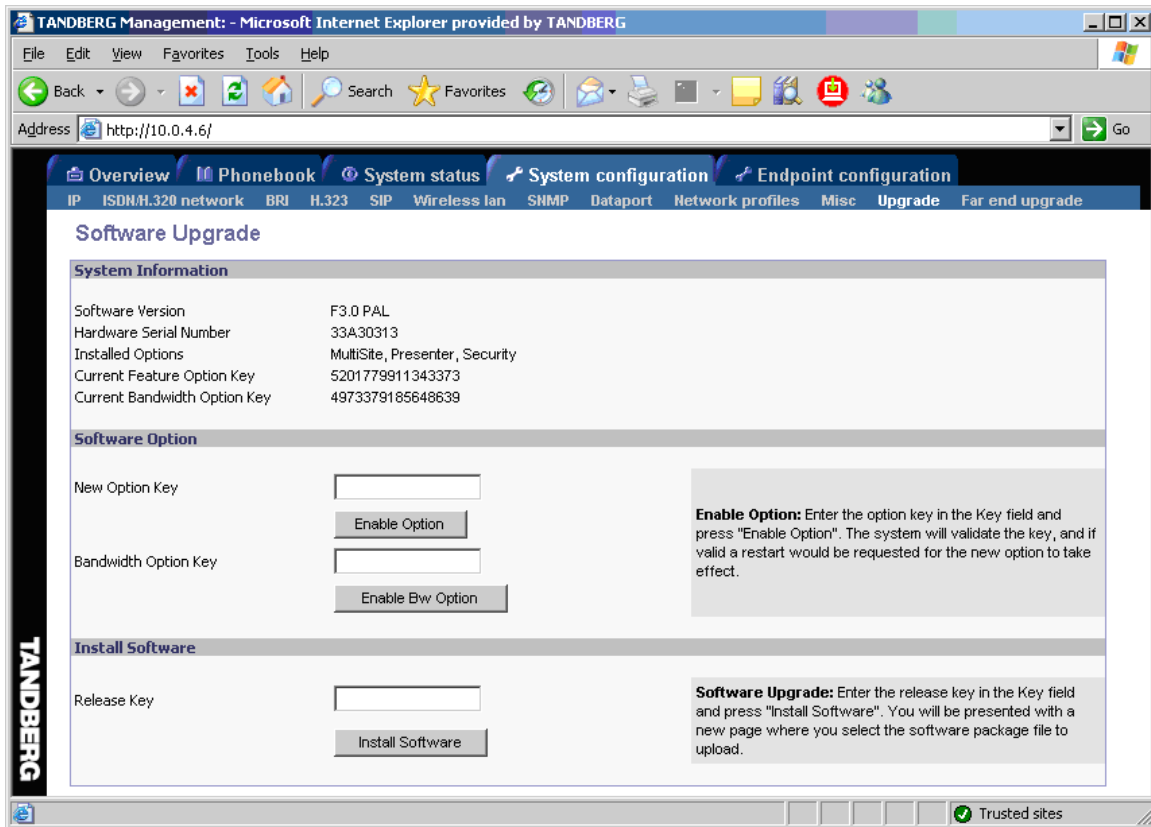 TANDBERG Management: - Microsoft Internet Explorer provided by TANDBERG
File Edit View Favorites Tools Help
Back Search Favorites
Address http://10.0.4.6/ Go
Overview Phonebook System status System configuration Endpoint configuration
IP ISDN/H.320 network BRI H.323 SIP Wireless lan SNMP Dataport Network profiles Misc Upgrade Far end upgrade
Software Upgrade
System Information
Software Version F3.0 PAL
Hardware Serial Number 33A30313
Installed Options MultiSite, Presenter, Security
Current Feature Option Key 5201779911343373
Current Bandwidth Option Key 4973379185648639
Software Option
New Option Key
Enable Option
Bandwidth Option Key
Enable Bw Option
Enable Option: Enter the option key in the Key field and
press "Enable Option". The system will validate the key, and if
valid a restart would be requested for the new option to take
effect.
Install Software
Release Key
Install Software
Software Upgrade: Enter the release key in the Key field
and press "Install Software". You will be presented with a
new page where you select the software package file to
upload.
TANDBERG
Trusted sites